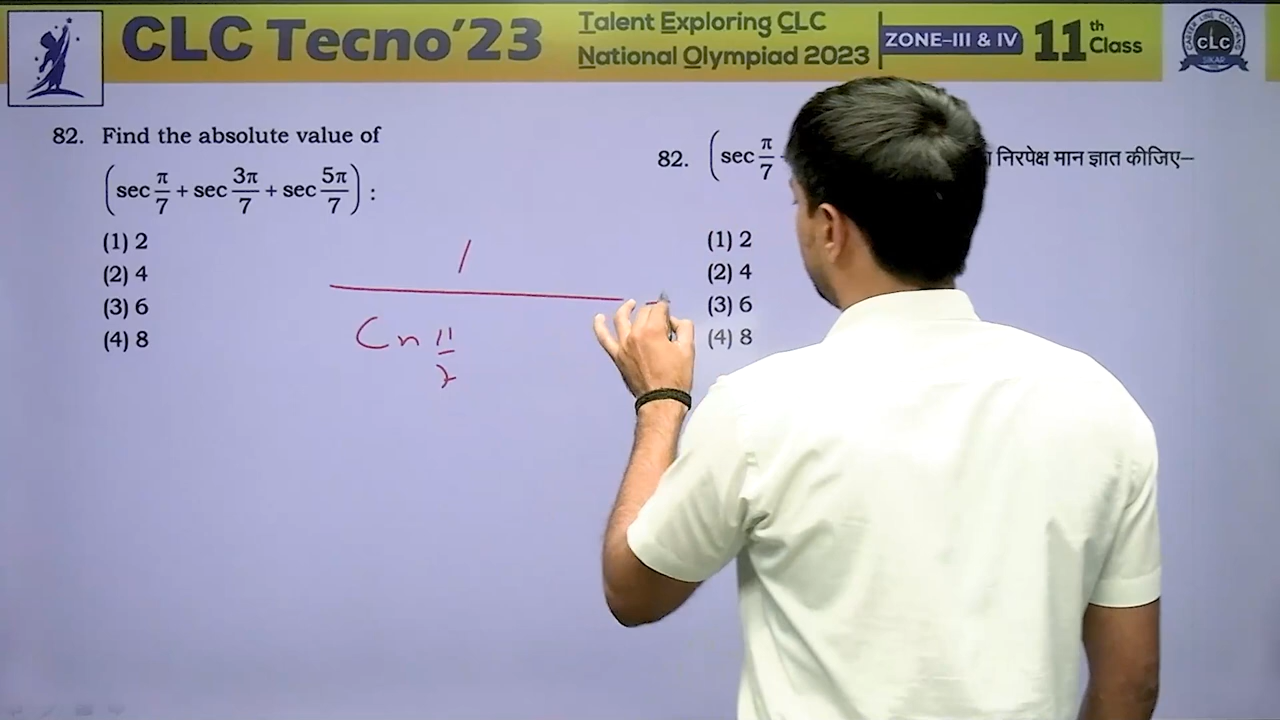 CLC Tecno'23
Talent Exploring CLC
National Olympiad 2023
ZONE–III & IV
11th Class
CLC
SIKAR
82. Find the absolute value of
(sec π/7 + sec 3π/7 + sec 5π/7) :
(1) 2
(2) 4
(3) 6
(4) 8
1
Cos π/7
82. (sec π/7
निरपेक्ष मान ज्ञात कीजिए–
(1) 2
(2) 4
(3) 6
(4) 8